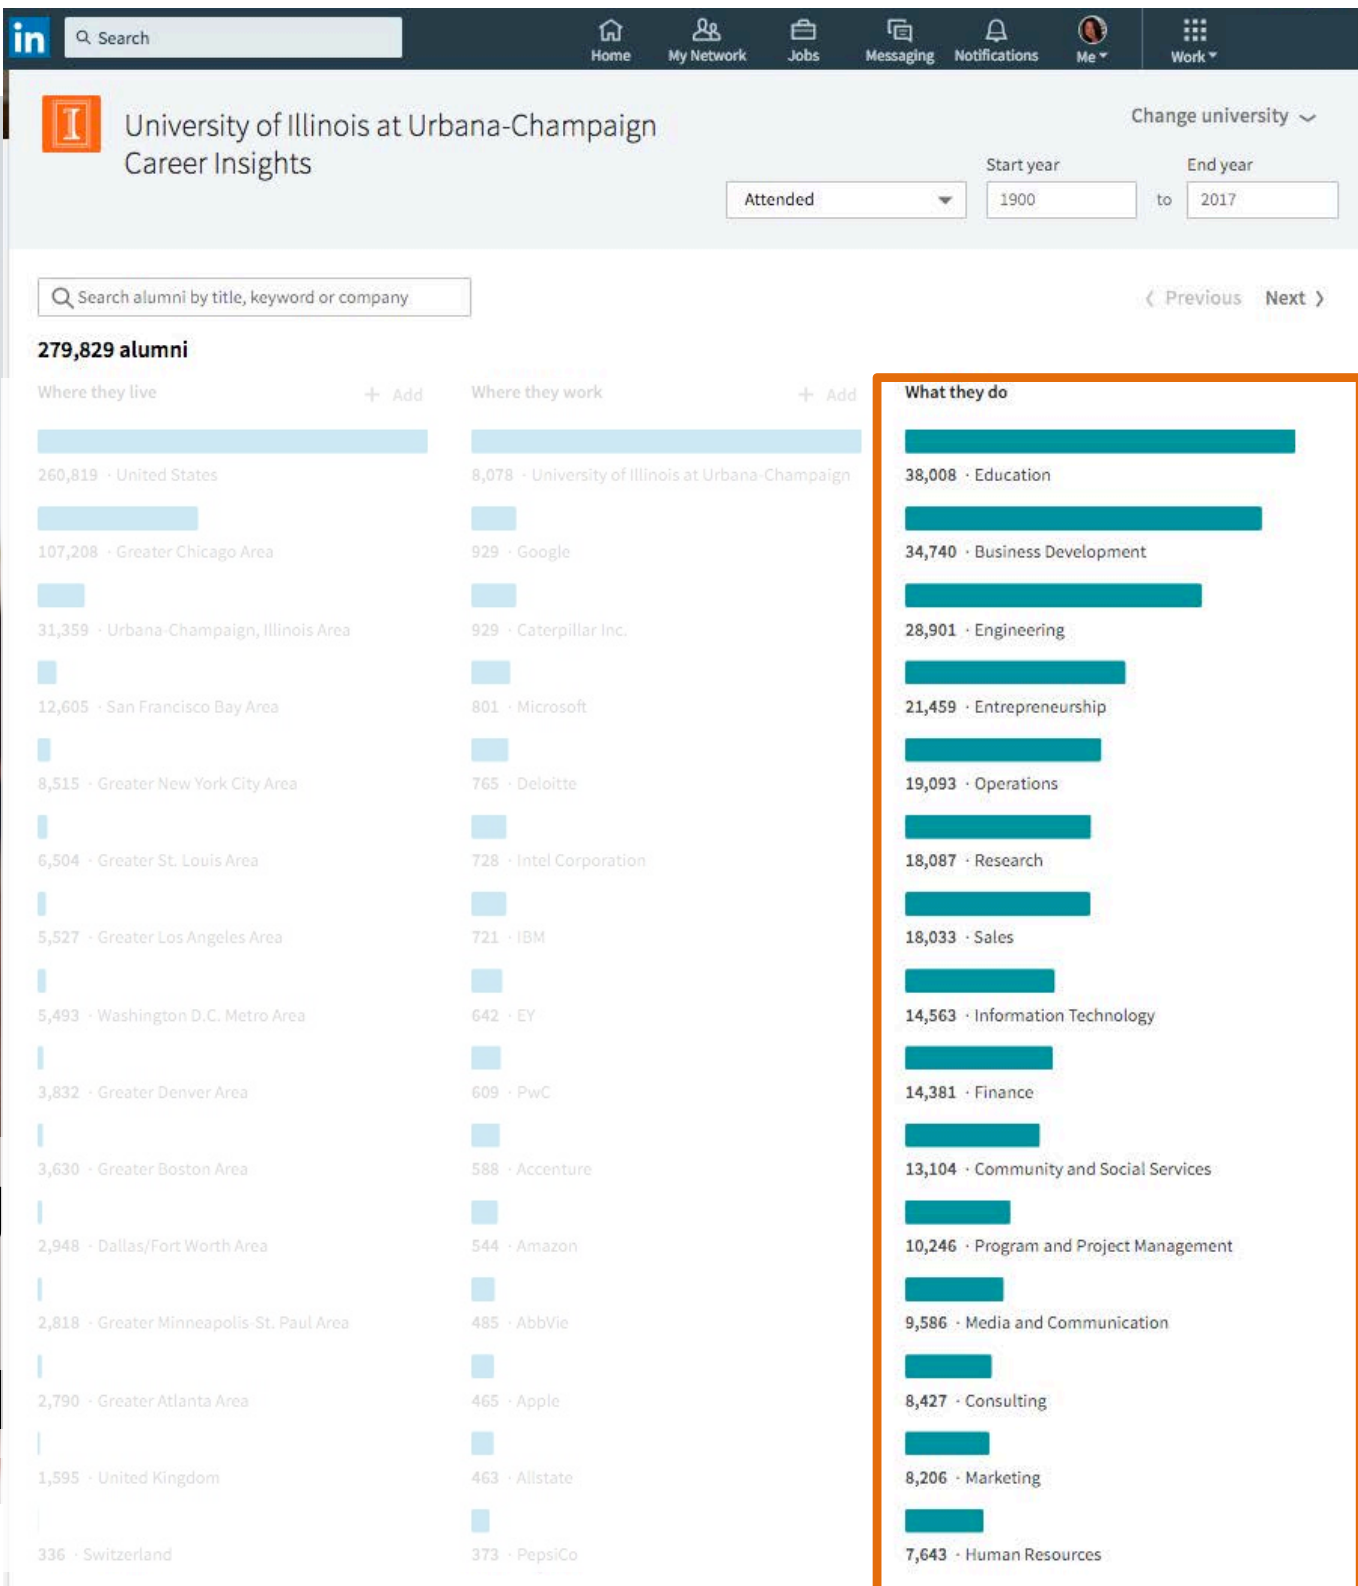 in
Search
Home
My Network
Jobs
Messaging
Notifications
Me
Work
I
University of Illinois at Urbana-Champaign
Career Insights
Change university
Start year
End year
Attended
1900
to
2017
Search alumni by title, keyword or company
Previous Next
279,829 alumni
Where they live
+ Add
260,819 · United States
107,208 · Greater Chicago Area
31,359 · Urbana-Champaign, Illinois Area
12,605 · San Francisco Bay Area
8,515 · Greater New York City Area
6,504 · Greater St. Louis Area
5,527 · Greater Los Angeles Area
5,493 · Washington D.C. Metro Area
3,832 · Greater Denver Area
3,630 · Greater Boston Area
2,948 · Dallas/Fort Worth Area
2,818 · Greater Minneapolis-St. Paul Area
2,790 · Greater Atlanta Area
1,595 · United Kingdom
336 · Switzerland
Where they work
+ Add
8,078 · University of Illinois at Urbana-Champaign
929 · Google
929 · Caterpillar Inc.
801 · Microsoft
765 · Deloitte
728 · Intel Corporation
721 · IBM
642 · EY
609 · PwC
588 · Accenture
544 · Amazon
485 · AbbVie
465 · Apple
463 · Allstate
373 · PepsiCo
What they do
38,008 · Education
34,740 · Business Development
28,901 · Engineering
21,459 · Entrepreneurship
19,093 · Operations
18,087 · Research
18,033 · Sales
14,563 · Information Technology
14,381 · Finance
13,104 · Community and Social Services
10,246 · Program and Project Management
9,586 · Media and Communication
8,427 · Consulting
8,206 · Marketing
7,643 · Human Resources